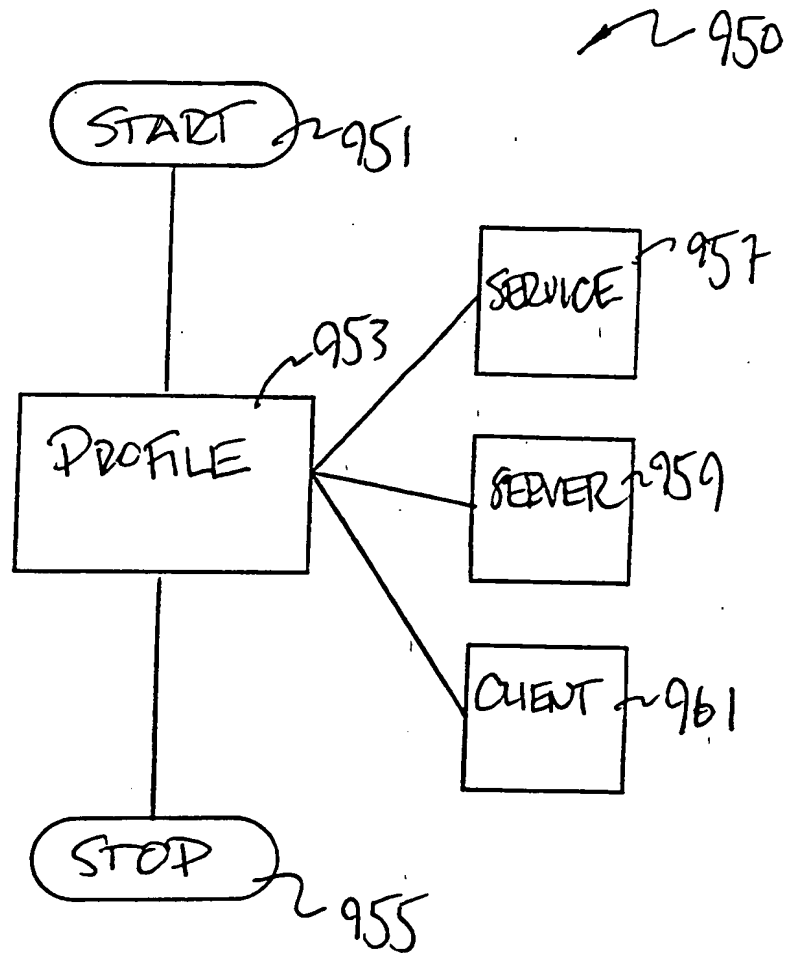 950
START
951
953
PROFILE
SERVICE
957
SERVER
959
CLIENT
961
STOP
955